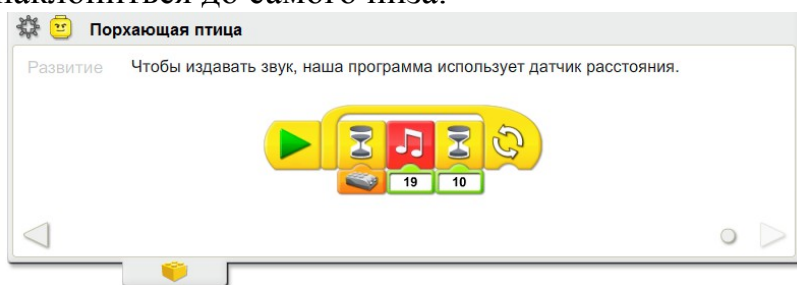 наклониться до самого низа.
Порхающая птица
Развитие
Чтобы издавать звук, наша программа использует датчик расстояния.
19
10